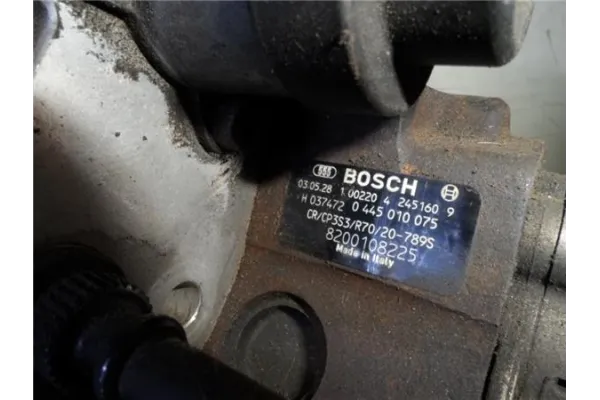 555 BOSCH
03.05.28 1 00220 4 245160 9
H 037472 0 445 010 075
CR/CP3S3/R70/20-789S
8200108225
Made in Italy